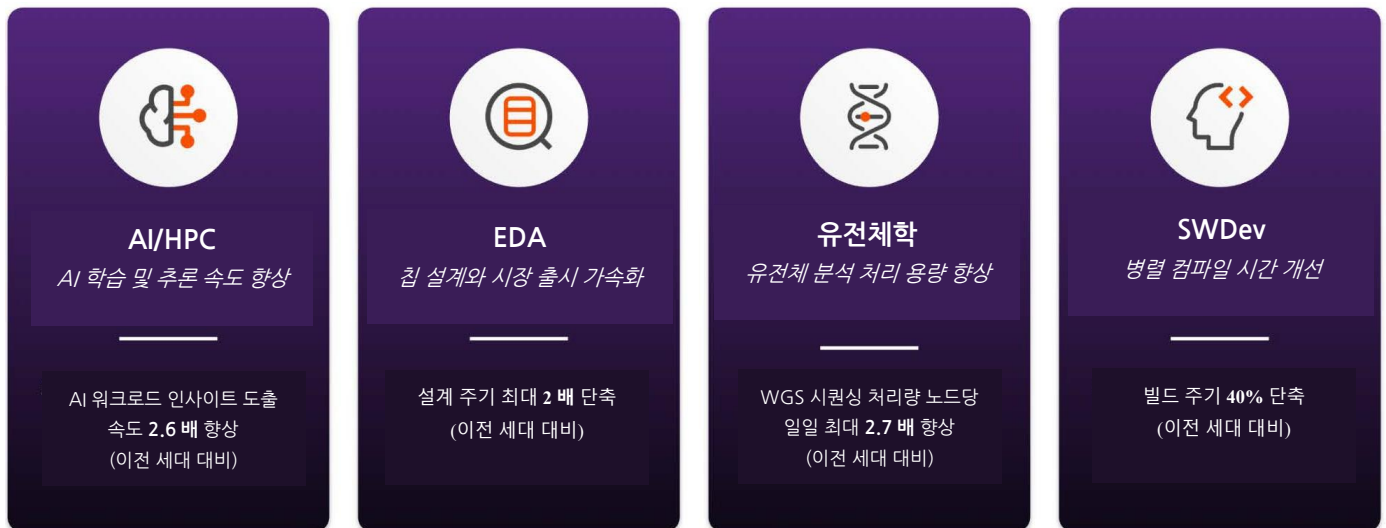 AI/HPC
AI 학습 및 추론 속도 향상
AI 워크로드 인사이트 도출
속도 2.6 배 향상
(이전 세대 대비)
EDA
칩 설계와 시장 출시 가속화
설계 주기 최대 2 배 단축
(이전 세대 대비)
유전체학
유전체 분석 처리 용량 향상
WGS 시퀀싱 처리량 노드당
일일 최대 2.7 배 향상
(이전 세대 대비)
SWDev
병렬 컴파일 시간 개선
빌드 주기 40% 단축
(이전 세대 대비)